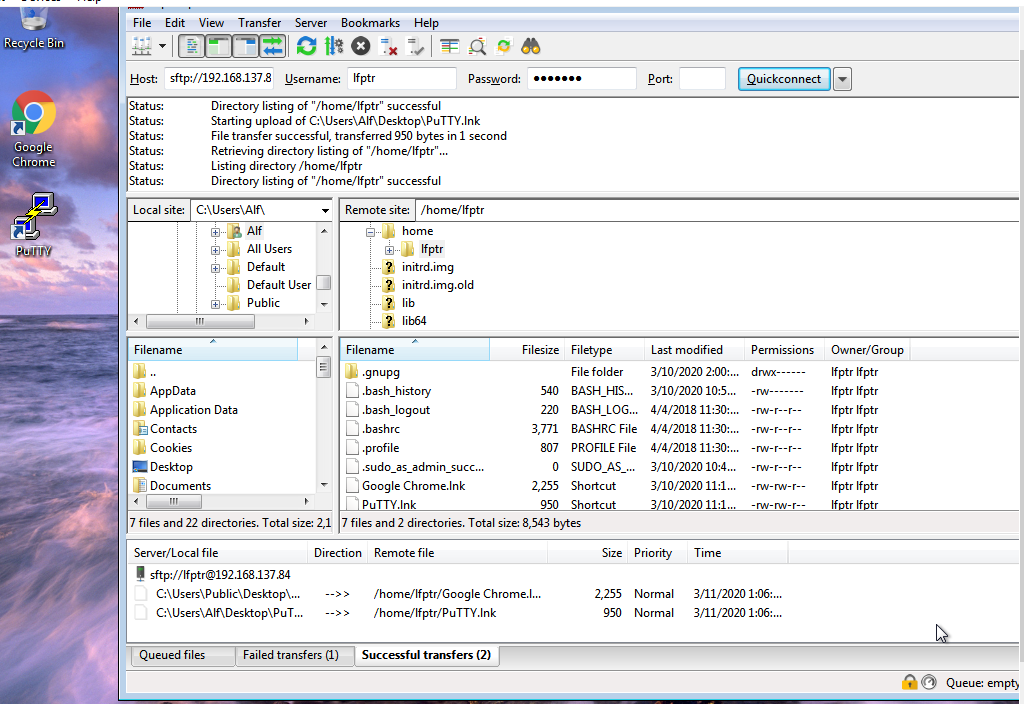 Recycle Bin
Google
Chrome
PuTTY
File Edit View Transfer Server Bookmarks Help
Host: sftp://192.168.137.8 Username: lfptr Password: ●●●●●●● Port: Quickconnect
Status: Directory listing of "/home/lfptr" successful
Status: Starting upload of C:\Users\Alf\Desktop\PuTTY.lnk
Status: File transfer successful, transferred 950 bytes in 1 second
Status: Retrieving directory listing of "/home/lfptr"...
Status: Listing directory /home/lfptr
Status: Directory listing of "/home/lfptr" successful
Local site: C:\Users\Alf\
Alf
All Users
Default
Default User
Public
Remote site: /home/lfptr
home
lfptr
initrd.img
initrd.img.old
lib
lib64
Filename
..
AppData
Application Data
Contacts
Cookies
Desktop
Documents
7 files and 22 directories. Total size: 2,1
Filename Filesize Filetype Last modified Permissions Owner/Group
.gnupg File folder 3/10/2020 2:00:... drwx------ lfptr lfptr
.bash_history 540 BASH_HIS... 3/10/2020 10:5... -rw------- lfptr lfptr
.bash_logout 220 BASH_LOG... 4/4/2018 11:30:... -rw-r--r-- lfptr lfptr
.bashrc 3,771 BASHRC File 4/4/2018 11:30:... -rw-r--r-- lfptr lfptr
.profile 807 PROFILE File 4/4/2018 11:30:... -rw-r--r-- lfptr lfptr
.sudo_as_admin_succ... 0 SUDO_AS_... 3/10/2020 10:4... -rw-r--r-- lfptr lfptr
Google Chrome.lnk 2,255 Shortcut 3/10/2020 11:1... -rw-rw-r-- lfptr lfptr
PuTTY.lnk 950 Shortcut 3/10/2020 11:1... -rw-rw-r-- lfptr lfptr
7 files and 2 directories. Total size: 8,543 bytes
Server/Local file Direction Remote file Size Priority Time
sftp://lfptr@192.168.137.84
C:\Users\Public\Desktop\... -->> /home/lfptr/Google Chrome.l... 2,255 Normal 3/11/2020 1:06:...
C:\Users\Alf\Desktop\PuT... -->> /home/lfptr/PuTTY.lnk 950 Normal 3/11/2020 1:06:...
Queued files Failed transfers (1) Successful transfers (2)
Queue: empty